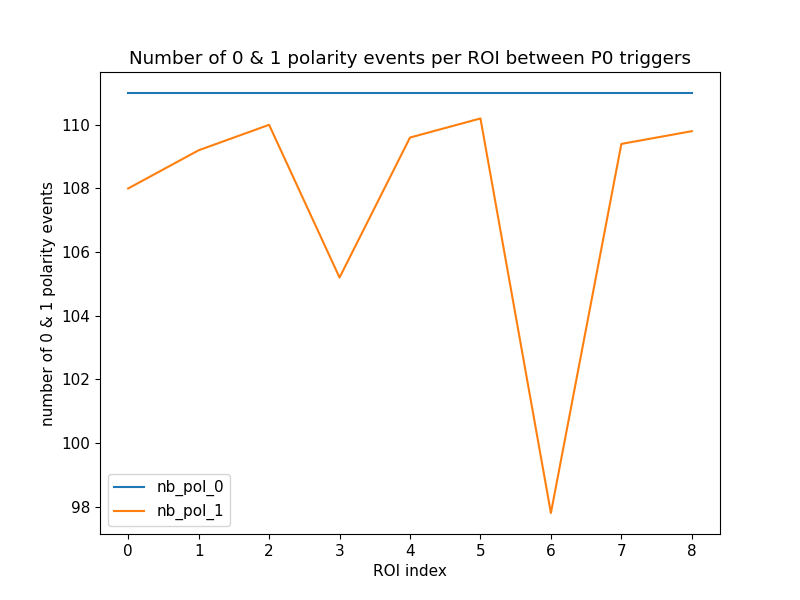 Number of 0 & 1 polarity events per ROI between P0 triggers
number of 0 & 1 polarity events
110
108
106
104
102
100
98
nb_pol_0
nb_pol_1
0 1 2 3 4 5 6 7 8
ROI index